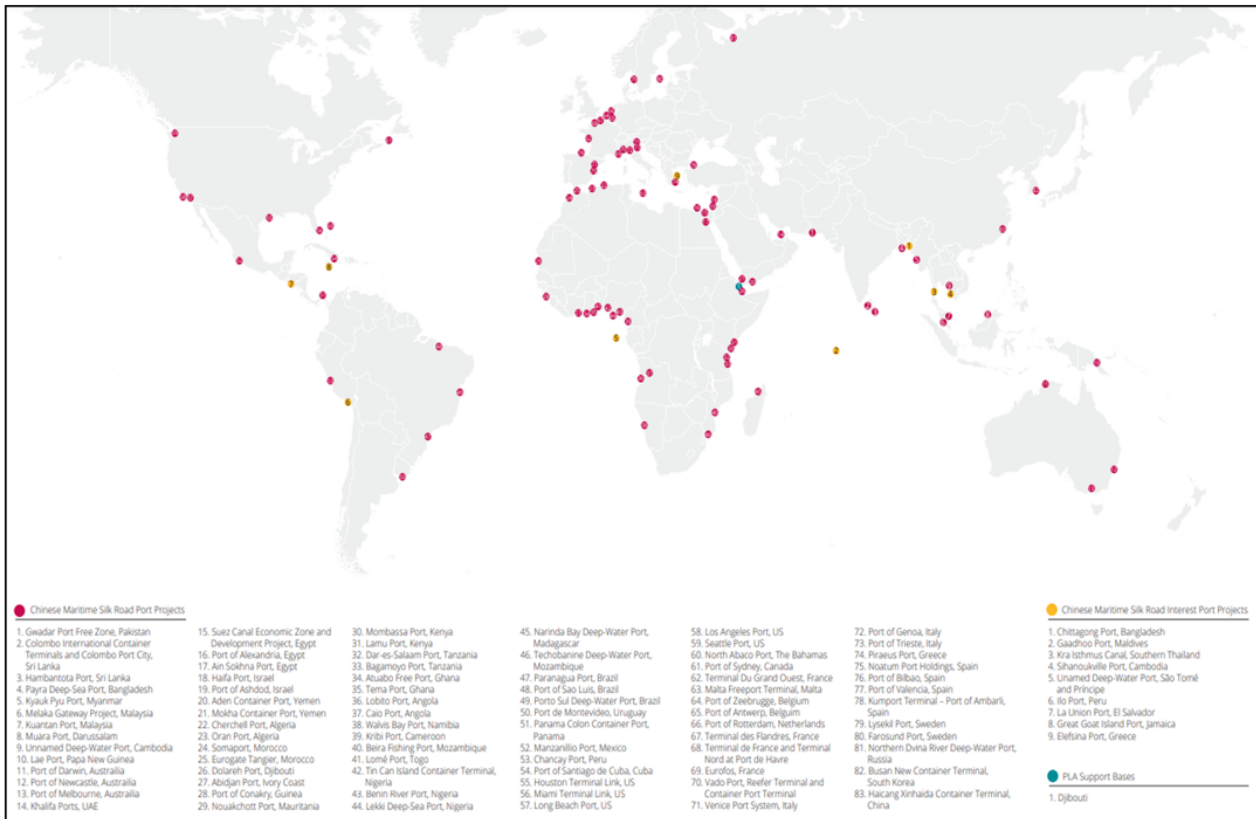 Chinese Maritime Silk Road Port Projects
1. Gwadar Port Free Zone, Pakistan
2. Colombo International Container
Terminals and Colombo Port City,
Sri Lanka
3. Hambantota Port, Sri Lanka
4. Payra Deep-Sea Port, Bangladesh
5. Kyauk Pyu Port, Myanmar
6. Melaka Gateway Project, Malaysia
7. Kuantan Port, Malaysia
8. Muara Port, Darussalam
9. Unnamed Deep-Water Port, Cambodia
10. Lae Port, Papa New Guinea
11. Port of Darwin, Austrailia
12. Port of Newcastle, Austrailia
13. Port of Melbourne, Austrailia
14. Khalifa Ports, UAE
15. Suez Canal Economic Zone and
Development Project, Egypt
16. Port of Alexandria, Egypt
17. Ain Sokhna Port, Egypt
18. Haifa Port, Israel
19. Port of Ashdod, Israel
20. Aden Container Port, Yemen
21. Mokha Container Port, Yemen
22. Cherchell Port, Algeria
23. Oran Port, Algeria
24. Somaport, Morocco
25. Eurogate Tangier, Morocco
26. Dolareh Port, Djibouti
27. Abidjan Port, Ivory Coast
28. Port of Conakry, Guinea
29. Nouakchott Port, Mauritania
30. Mombassa Port, Kenya
31. Lamu Port, Kenya
32. Dar-es-Salaam Port, Tanzania
33. Bagamoyo Port, Tanzania
34. Atuabo Free Port, Ghana
35. Tema Port, Ghana
36. Lobito Port, Angola
37. Caio Port, Angola
38. Walvis Bay Port, Namibia
39. Kribi Port, Cameroon
40. Beira Fishing Port, Mozambique
41. Lomé Port, Togo
42. Tin Can Island Container Terminal,
Nigeria
43. Benin River Port, Nigeria
44. Lekki Deep-Sea Port, Nigeria
45. Narinda Bay Deep-Water Port,
Madagascar
46. Techobanine Deep-Water Port,
Mozambique
47. Paranagua Port, Brazil
48. Port of Sao Luis, Brazil
49. Porto Sul Deep-Water Port, Brazil
50. Port de Montevideo, Uruguay
51. Panama Colon Container Port,
Panama
52. Manzanillio Port, Mexico
53. Chancay Port, Peru
54. Port of Santiago de Cuba, Cuba
55. Houston Terminal Link, US
56. Miami Terminal Link, US
57. Long Beach Port, US
58. Los Angeles Port, US
59. Seattle Port, US
60. North Abaco Port, The Bahamas
61. Port of Sydney, Canada
62. Terminal Du Grand Ouest, France
63. Malta Freeport Terminal, Malta
64. Port of Zeebrugge, Belgium
65. Port of Antwerp, Belguim
66. Port of Rotterdam, Netherlands
67. Terminal des Flandres, France
68. Terminal de France and Terminal
Nord at Port de Havre
69. Eurofos, France
70. Vado Port, Reefer Terminal and
Container Port Terminal
71. Venice Port System, Italy
72. Port of Genoa, Italy
73. Port of Trieste, Italy
74. Piraeus Port, Greece
75. Noatum Port Holdings, Spain
76. Port of Bilbao, Spain
77. Port of Valencia, Spain
78. Kumport Terminal – Port of Ambarli,
Spain
79. Lysekil Port, Sweden
80. Farosund Port, Sweden
81. Northern Dvina River Deep-Water Port,
Russia
82. Busan New Container Terminal,
South Korea
83. Haicang Xinhaida Container Terminal,
China
Chinese Maritime Silk Road Interest Port Projects
1. Chittagong Port, Bangladesh
2. Gaadhoo Port, Maldives
3. Kra Isthmus Canal, Southern Thailand
4. Sihanoukville Port, Cambodia
5. Unamed Deep-Water Port, São Tomé
and Príncipe
6. Ilo Port, Peru
7. La Union Port, El Salvador
8. Great Goat Island Port, Jamaica
9. Elefsina Port, Greece
PLA Support Bases
1. Djibouti